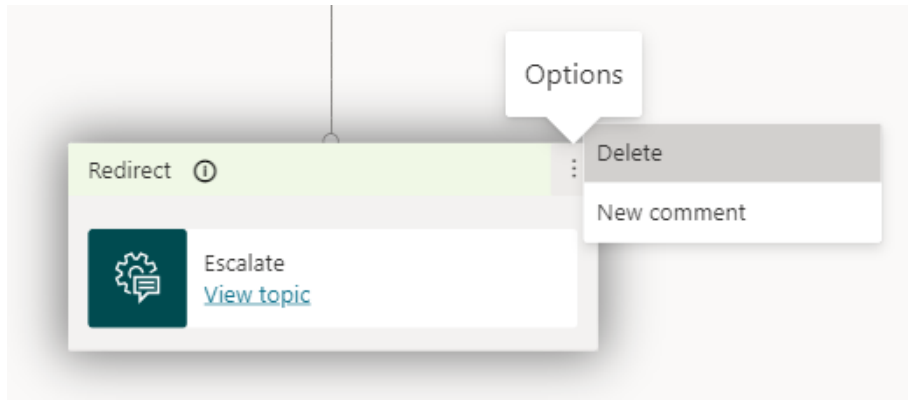 Options
Redirect
Delete
New comment
Escalate
View topic